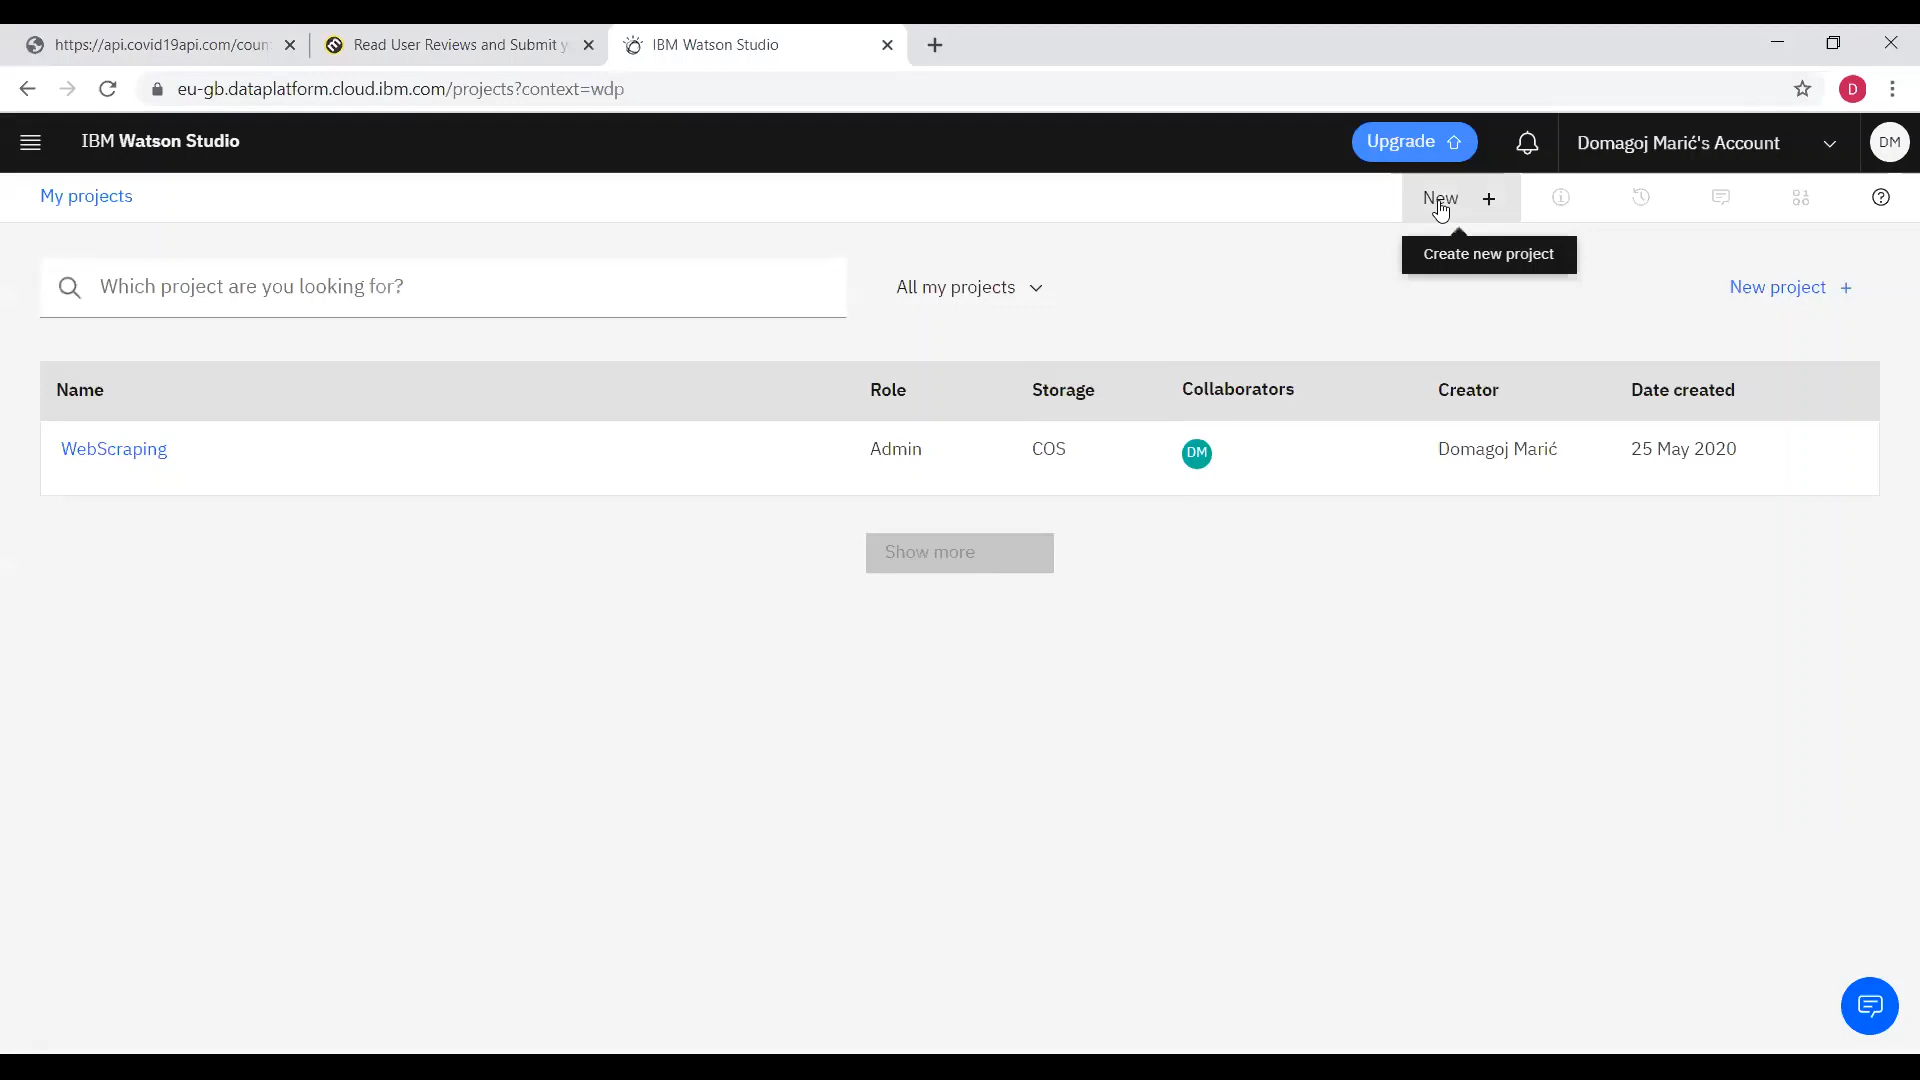 https://api.covid19api.com/coun
Read User Reviews and Submit y
IBM Watson Studio
eu-gb.dataplatform.cloud.ibm.com/projects?context=wdp
D
IBM Watson Studio
Upgrade
Domagoj Marić's Account
DM
My projects
New +
Create new project
Which project are you looking for?
All my projects
New project +
Name Role Storage Collaborators Creator Date created
WebScraping Admin COS DM Domagoj Marić 25 May 2020
Show more